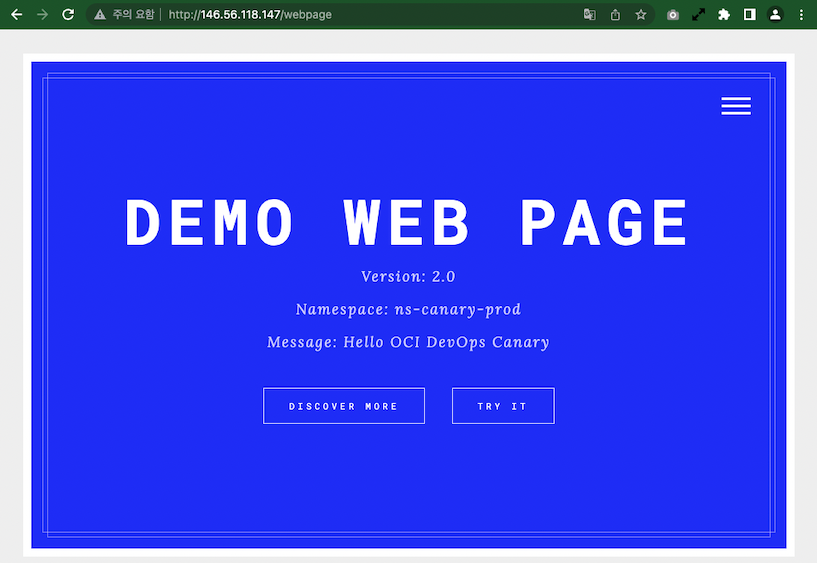 주의 요함 http://146.56.118.147/webpage
DEMO WEB PAGE
Version: 2.0
Namespace: ns-canary-prod
Message: Hello OCI DevOps Canary
DISCOVER MORE TRY IT